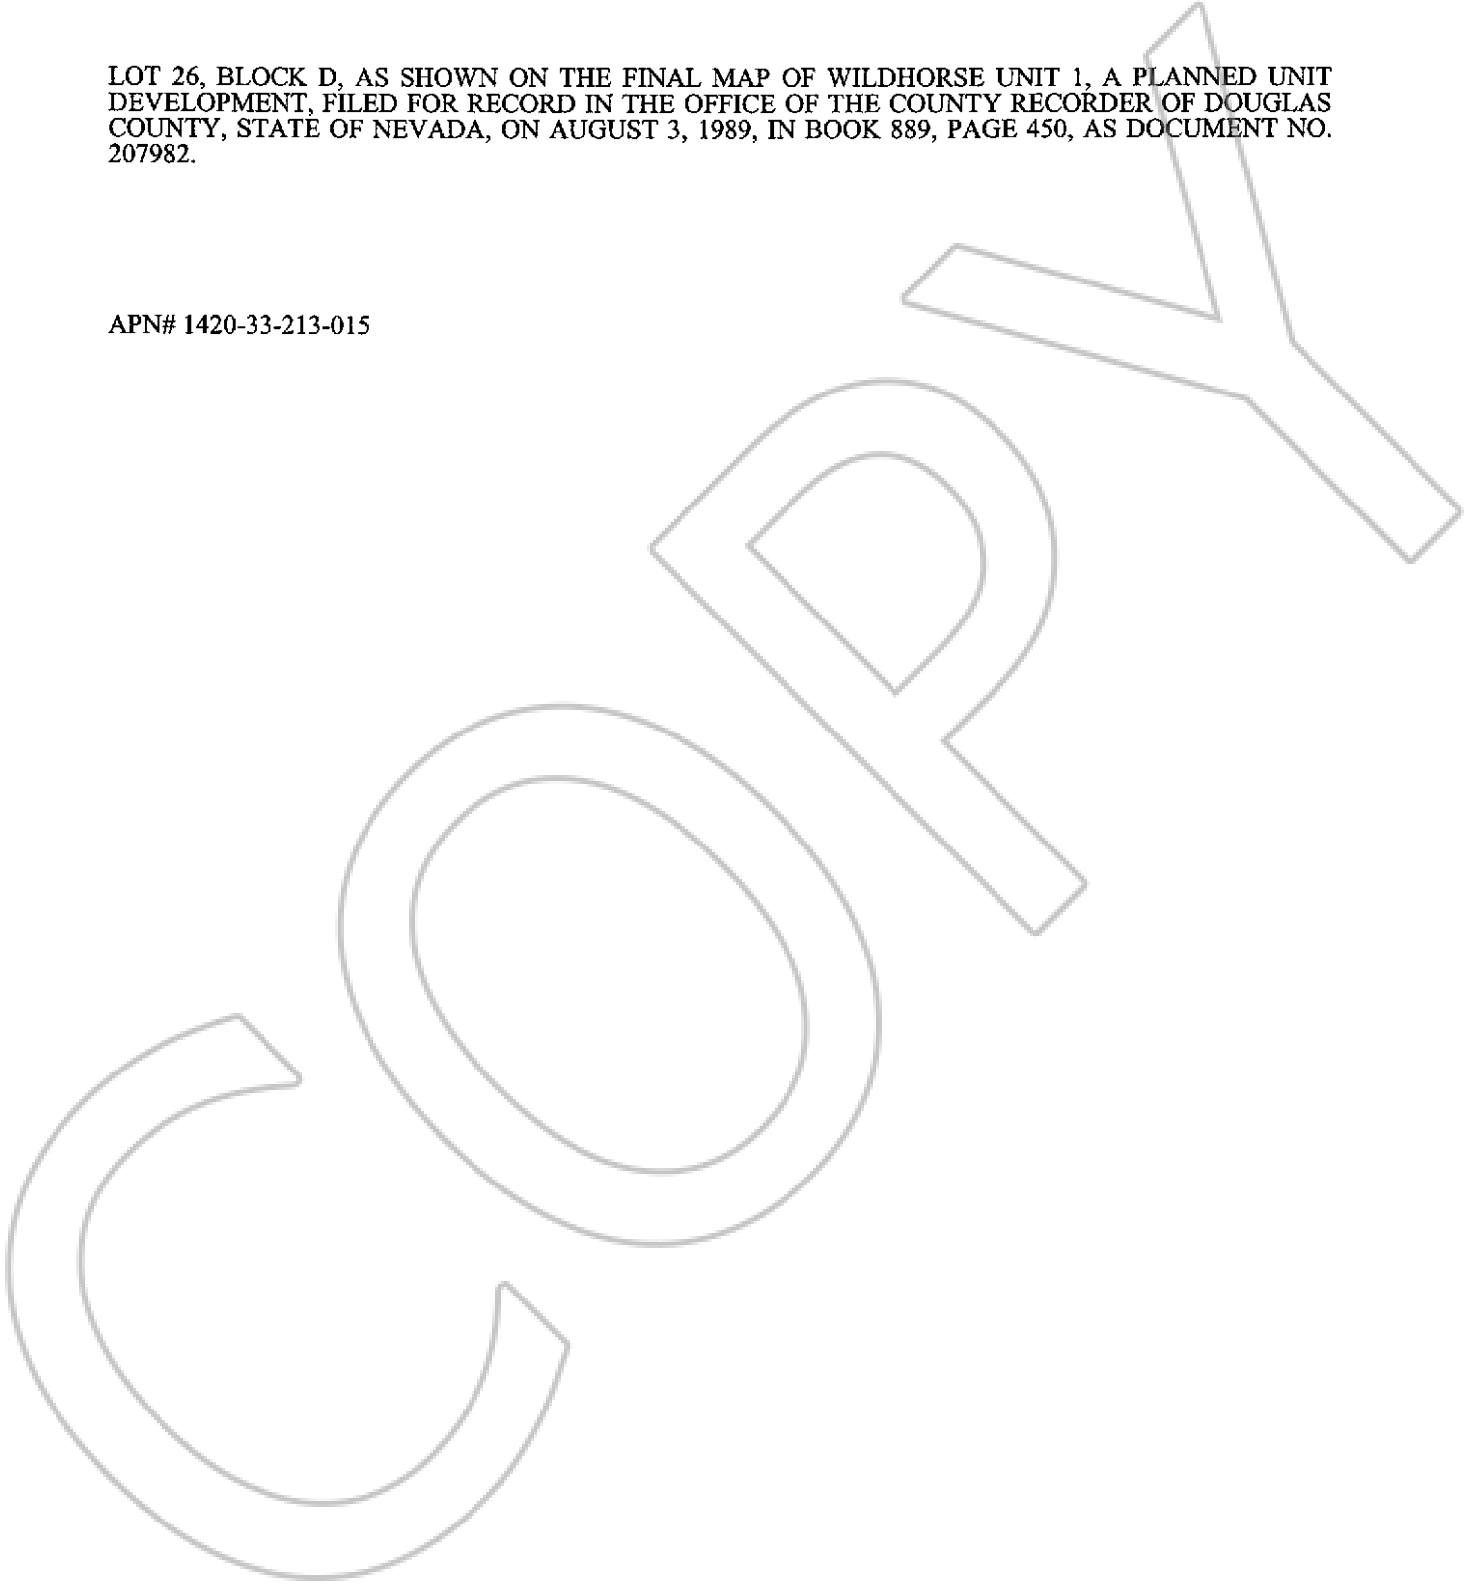 LOT 26, BLOCK D, AS SHOWN ON THE FINAL MAP OF WILDHORSE UNIT 1, A PLANNED UNIT
DEVELOPMENT, FILED FOR RECORD IN THE OFFICE OF THE COUNTY RECORDER OF DOUGLAS
COUNTY, STATE OF NEVADA, ON AUGUST 3, 1989, IN BOOK 889, PAGE 450, AS DOCUMENT NO.
207982.
APN# 1420-33-213-015
COPY